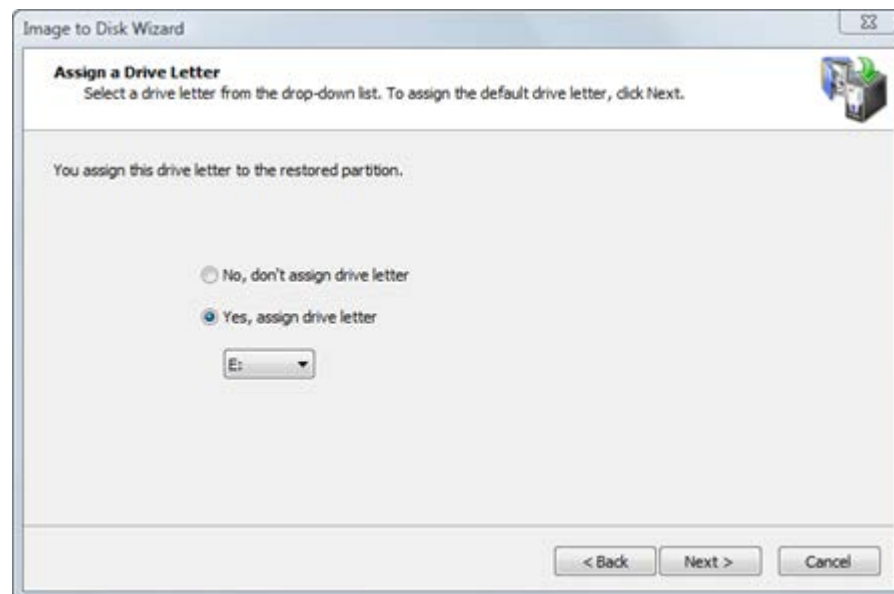 Image to Disk Wizard
Assign a Drive Letter
Select a drive letter from the drop-down list. To assign the default drive letter, click Next.
You assign this drive letter to the restored partition.
No, don't assign drive letter
Yes, assign drive letter
E:
< Back Next > Cancel